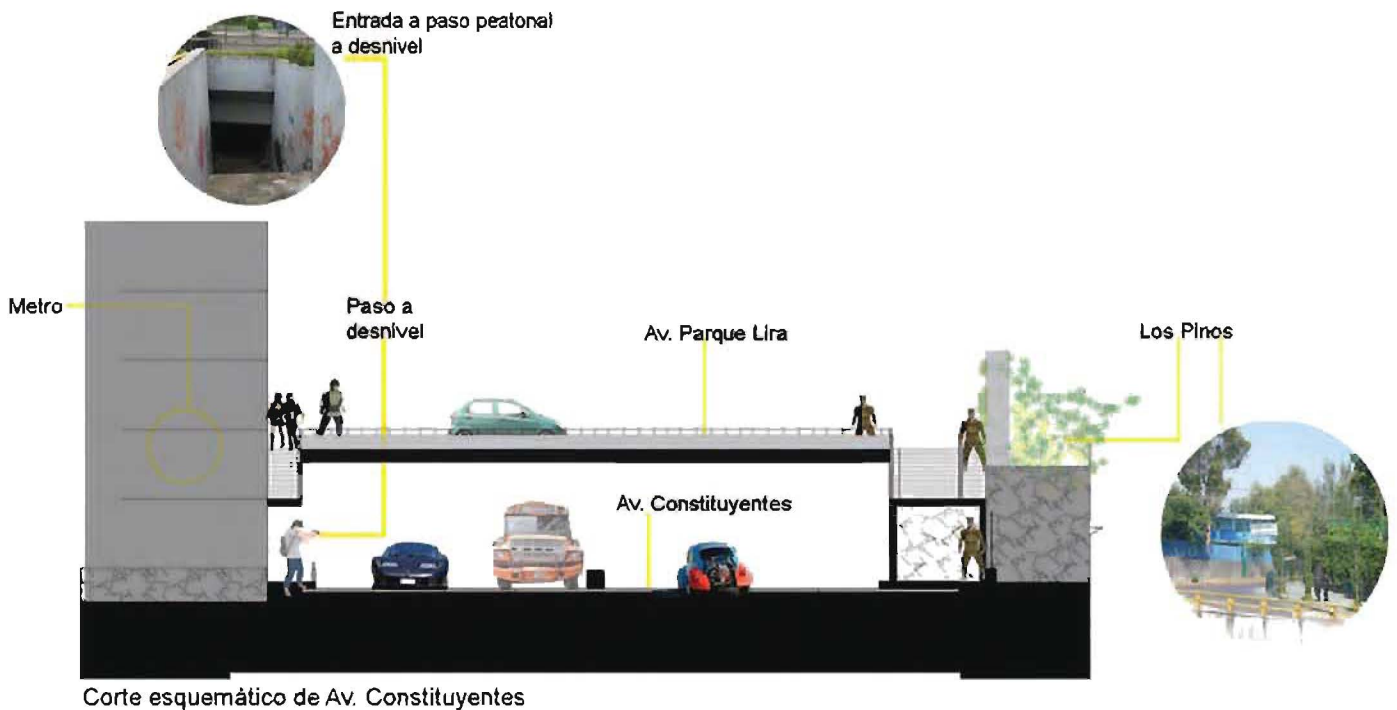 Entrada a paso peatonal
a desnivel
Metro
Paso a
desnivel
Av. Parque Lira
Los Pinos
Av. Constituyentes
Corte esquemático de Av. Constituyentes